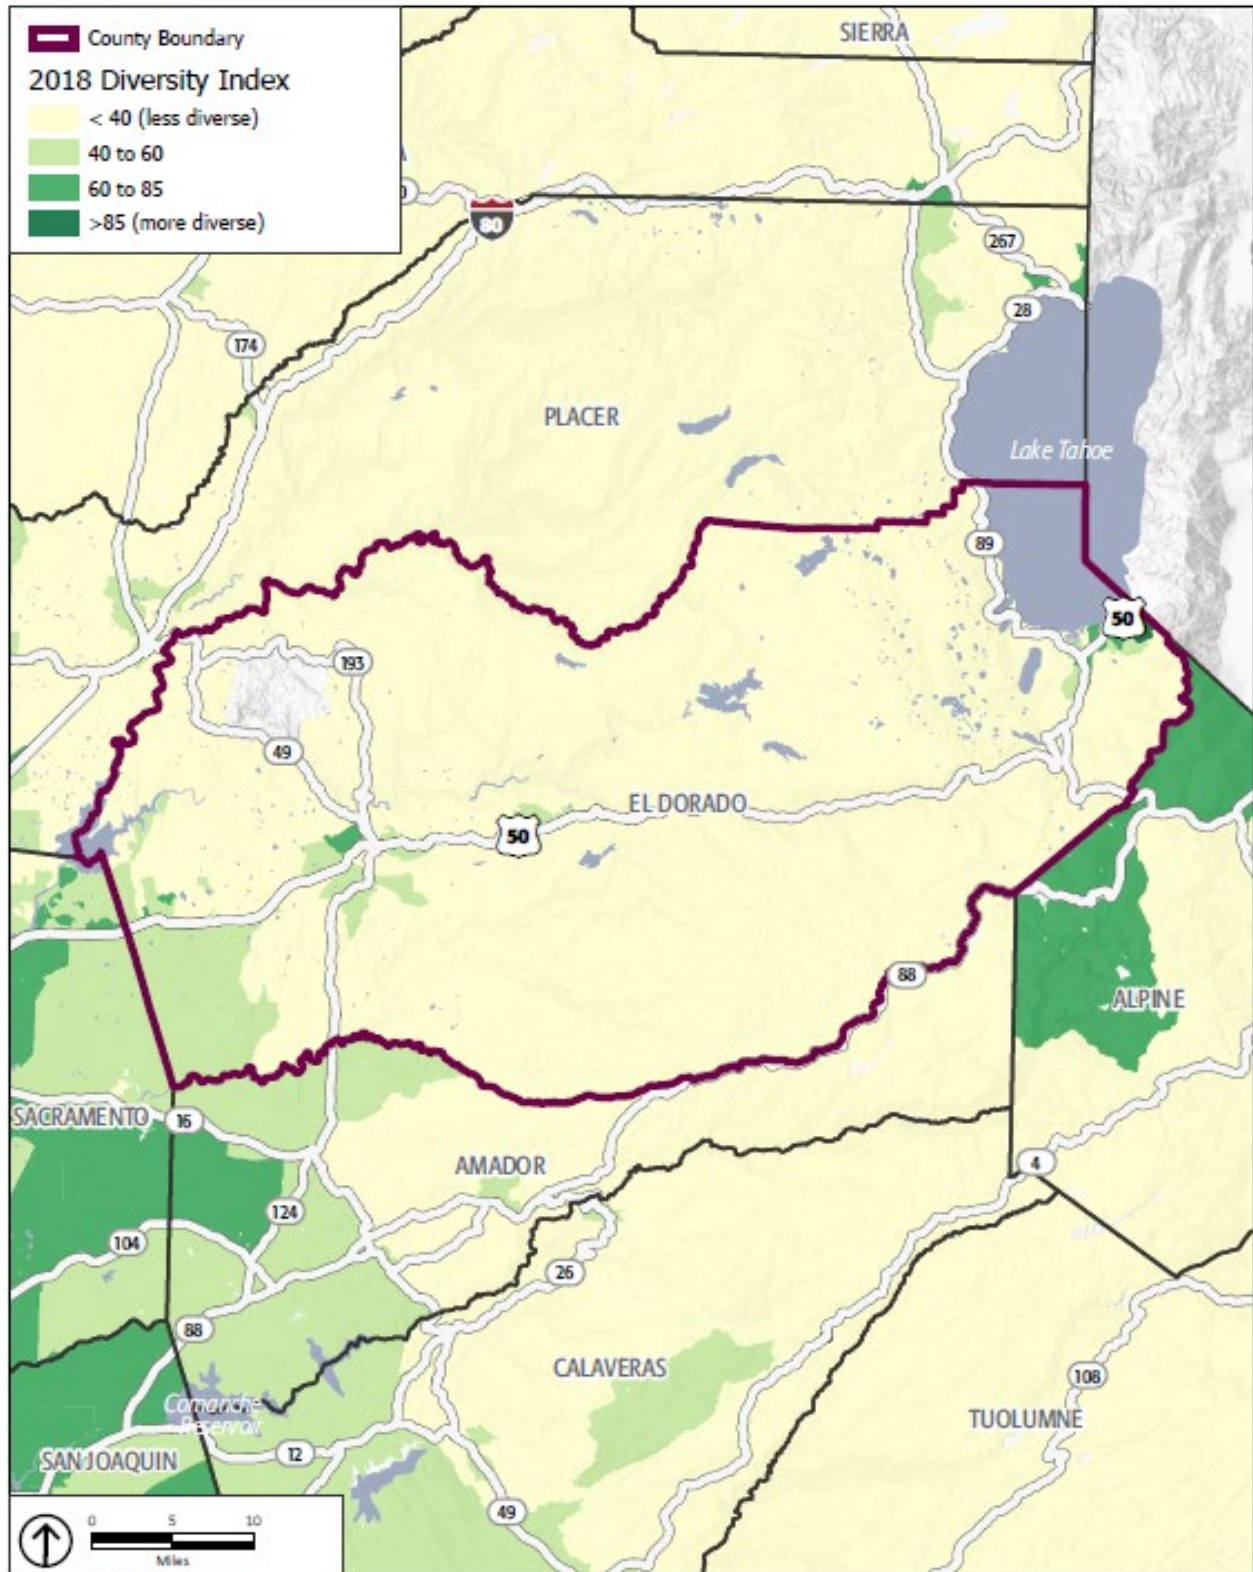 County Boundary
2018 Diversity Index
< 40 (less diverse)
40 to 60
60 to 85
>85 (more diverse)
SIERRA
80
267
28
174
PLACER
Lake Tahoe
89
50
193
49
EL DORADO
50
88
ALPINE
SACRAMENTO
16
AMADOR
4
124
104
26
88
CALAVERAS
108
Comanche
Reservoir
TUOLUMNE
SAN JOAQUIN
12
49
0 5 10
Miles